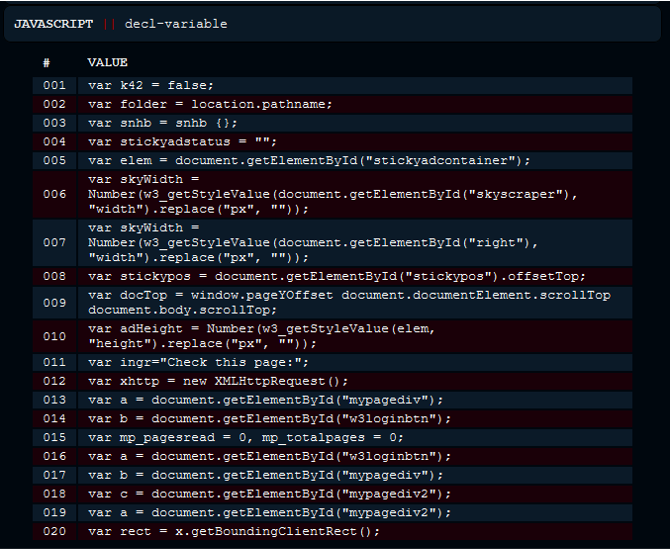 JAVASCRIPT || decl-variable
# VALUE
001 var k42 = false;
002 var folder = location.pathname;
003 var snhb = snhb {};
004 var stickyadstatus = "";
005 var elem = document.getElementById("stickyadcontainer");
006 var skyWidth =
Number(w3_getStyleValue(document.getElementById("skyscraper"),
"width").replace("px", ""));
007 var skyWidth =
Number(w3_getStyleValue(document.getElementById("right"),
"width").replace("px", ""));
008 var stickypos = document.getElementById("stickypos").offsetTop;
009 var docTop = window.pageYOffset document.documentElement.scrollTop
document.body.scrollTop;
010 var adHeight = Number(w3_getStyleValue(elem,
"height").replace("px", ""));
011 var ingr="Check this page:";
012 var xhttp = new XMLHttpRequest();
013 var a = document.getElementById("mypagediv");
014 var b = document.getElementById("w3loginbtn");
015 var mp_pagesread = 0, mp_totalpages = 0;
016 var a = document.getElementById("w3loginbtn");
017 var b = document.getElementById("mypagediv");
018 var c = document.getElementById("mypagediv2");
019 var a = document.getElementById("mypagediv2");
020 var rect = x.getBoundingClientRect();